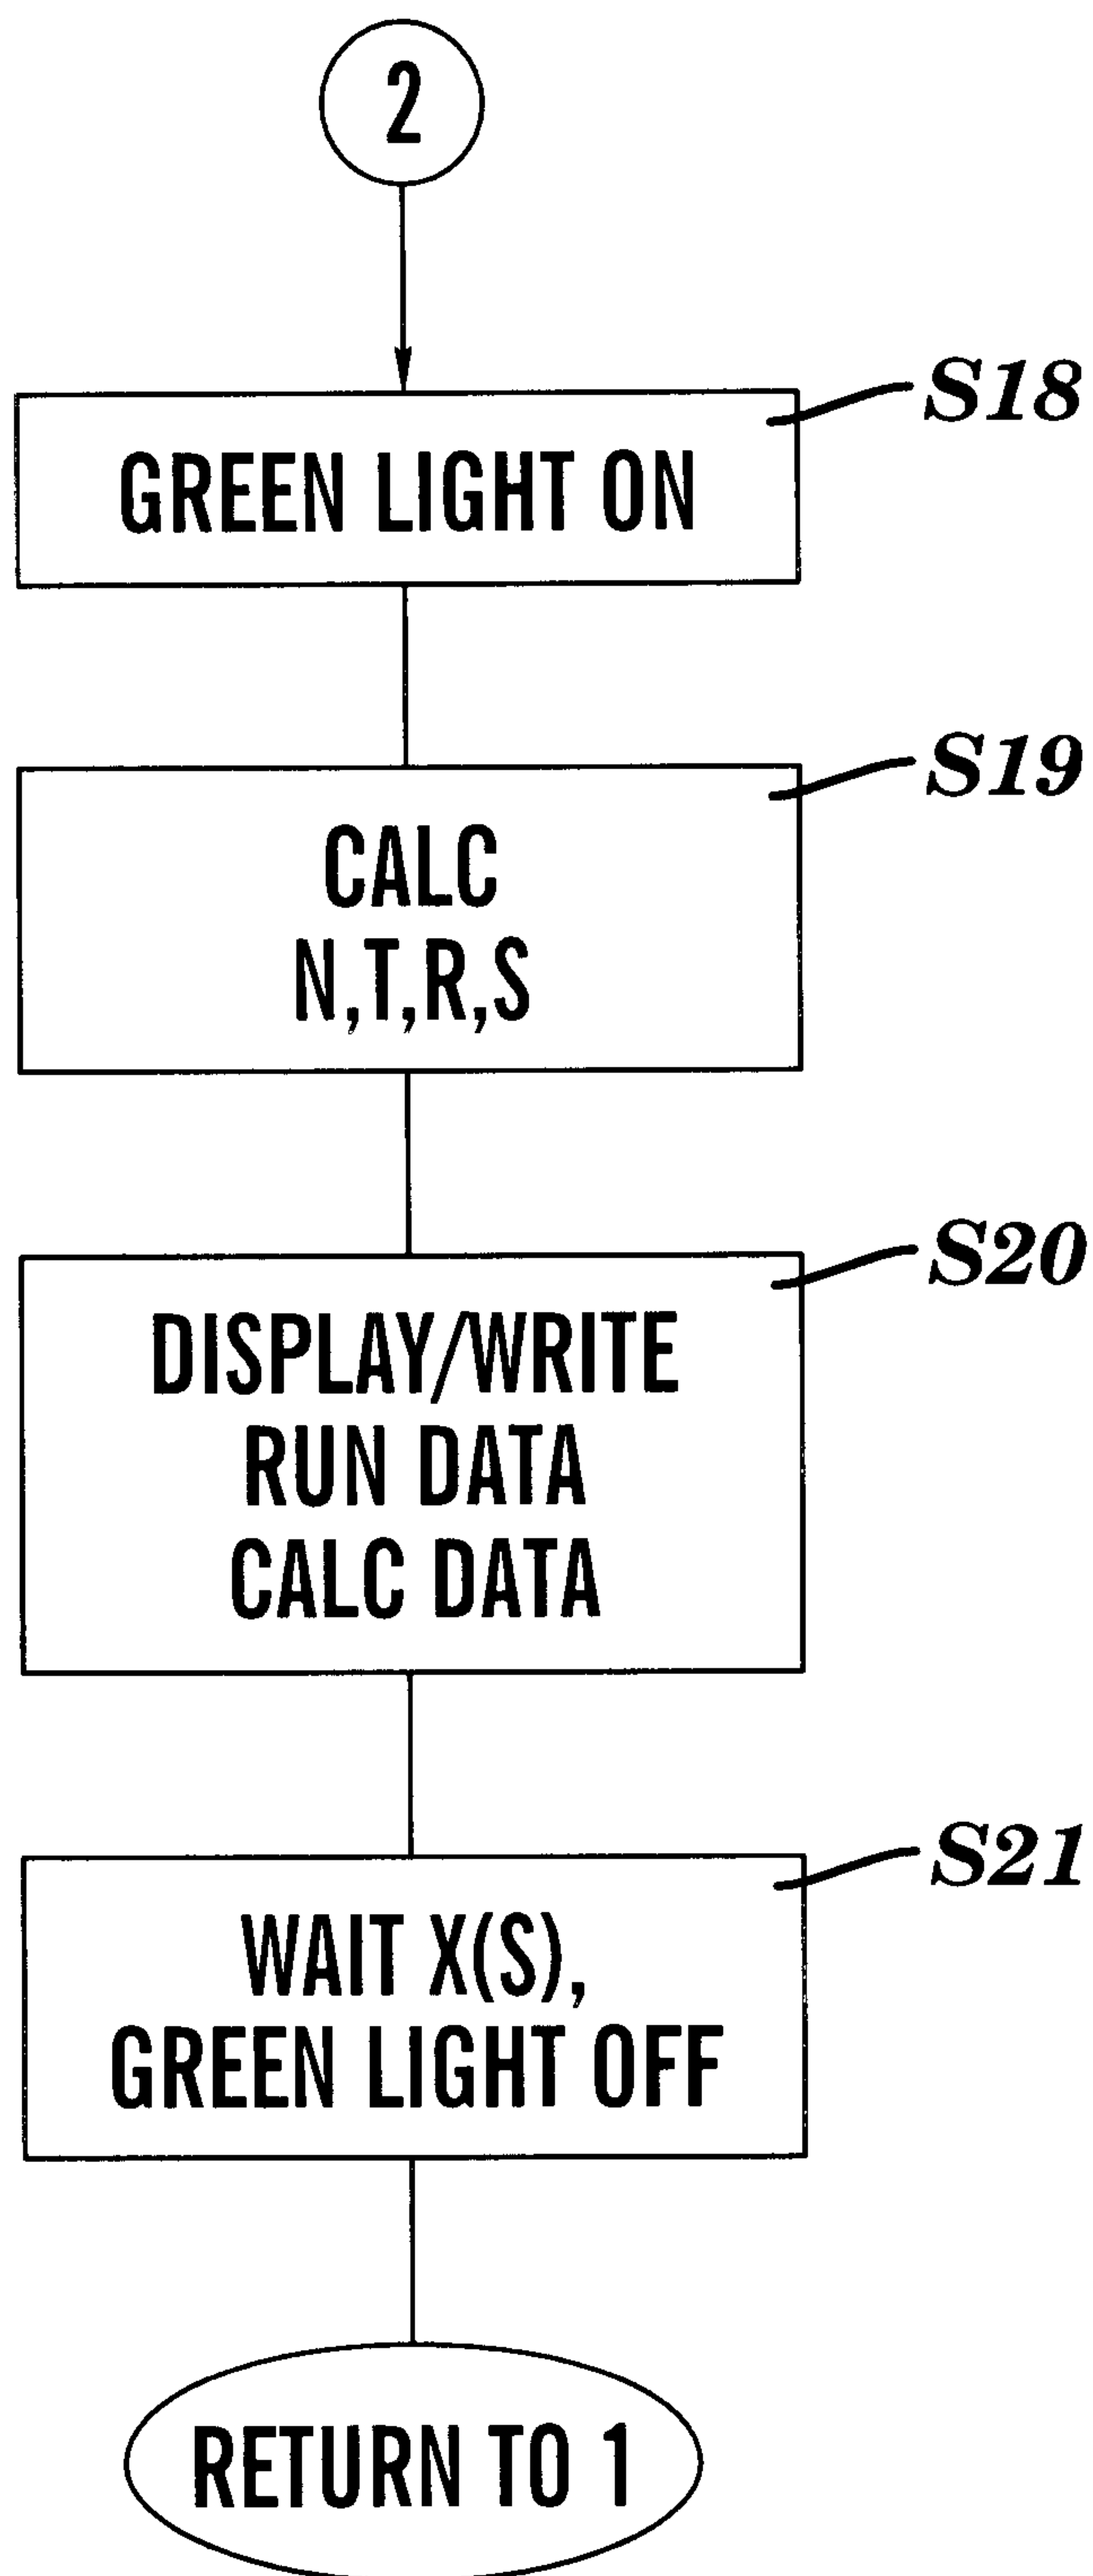 2
S18
GREEN LIGHT ON
S19
CALC
N,T,R,S
S20
DISPLAY/WRITE
RUN DATA
CALC DATA
S21
WAIT X(S),
GREEN LIGHT OFF
RETURN TO 1